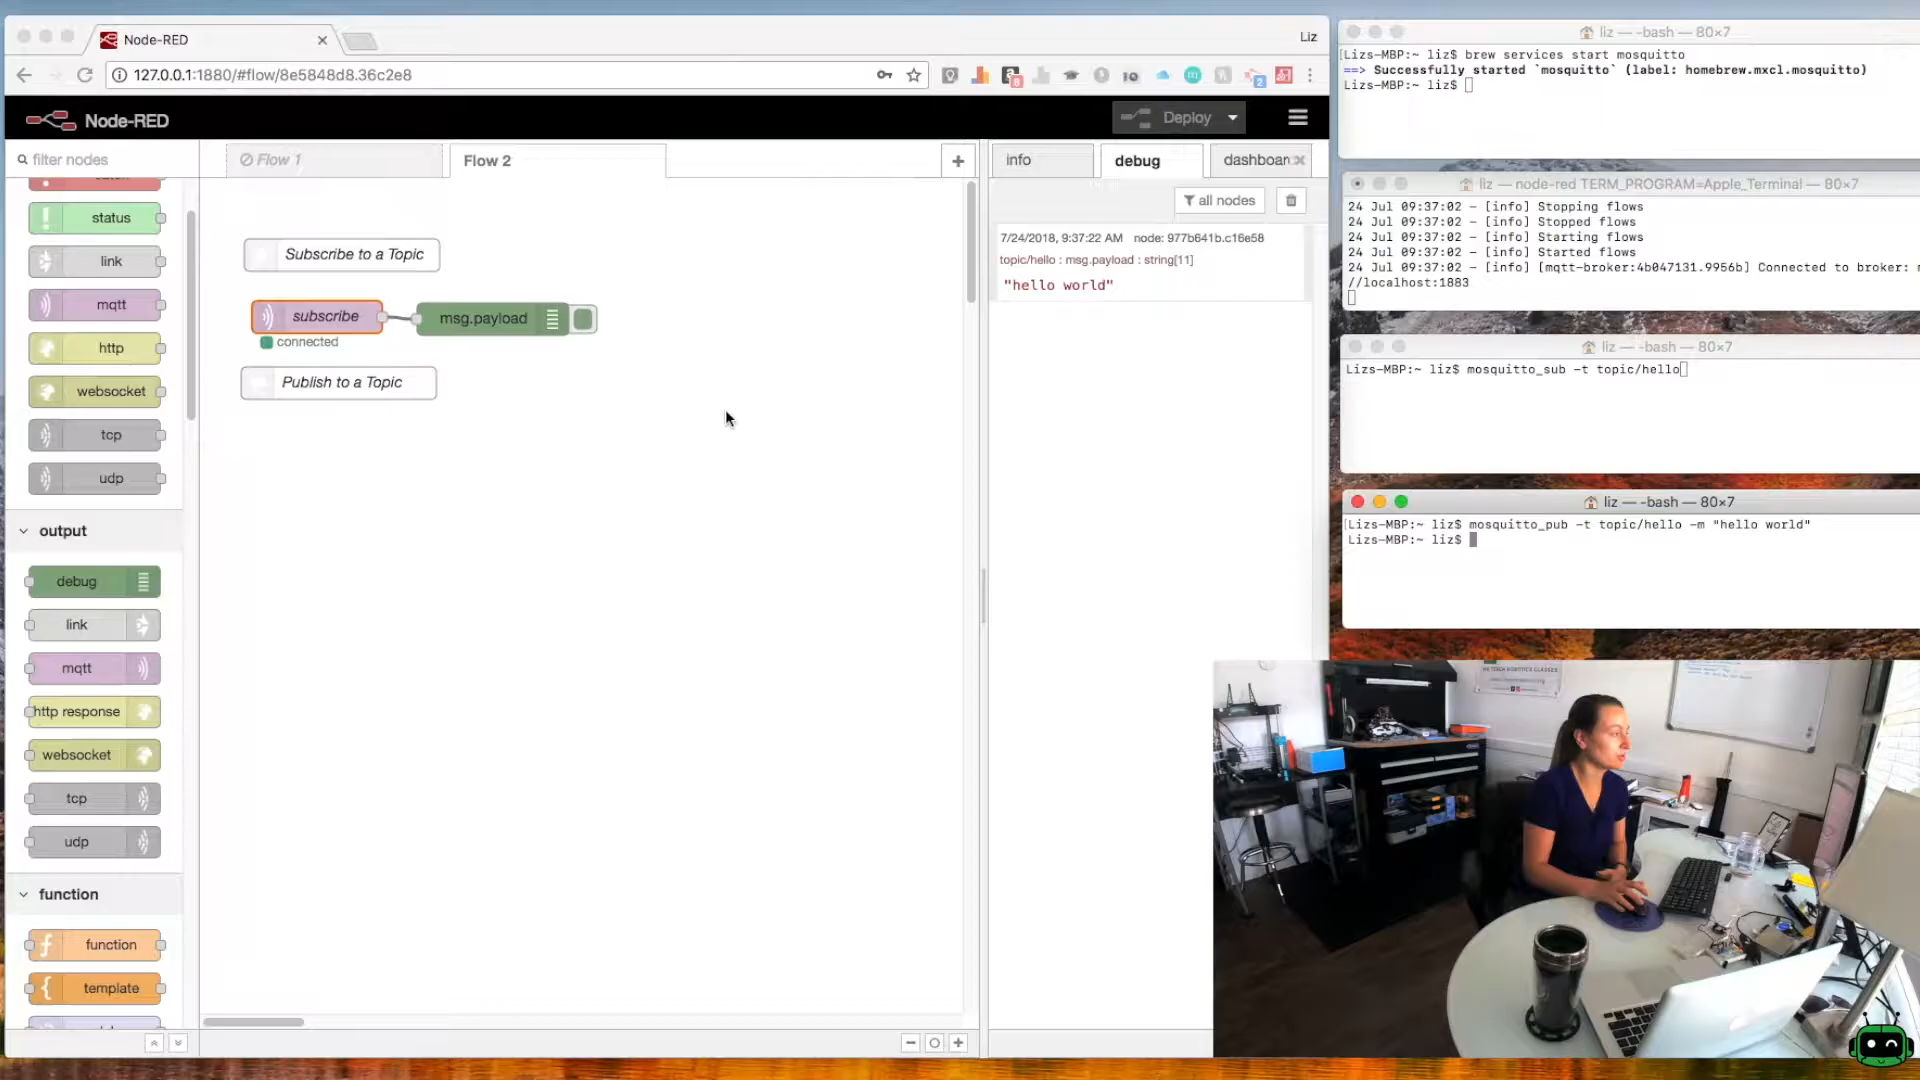 Node-RED
Liz
127.0.0.1:1880/#flow/8e5848d8.36c2e8
Node-RED
Deploy
filter nodes
status
link
mqtt
http
websocket
tcp
udp
output
debug
link
mqtt
http response
websocket
tcp
udp
function
function
template
Flow 1
Flow 2
Subscribe to a Topic
subscribe
msg.payload
connected
Publish to a Topic
info
debug
dashboar
all nodes
7/24/2018, 9:37:22 AM node: 977b641b.c16e58
topic/hello : msg.payload : string[11]
"hello world"
liz — -bash — 80×7
Lizs-MBP:~ liz$ brew services start mosquitto
==> Successfully started `mosquitto` (label: homebrew.mxcl.mosquitto)
Lizs-MBP:~ liz$
liz — node-red TERM_PROGRAM=Apple_Terminal — 80×7
24 Jul 09:37:02 - [info] Stopping flows
24 Jul 09:37:02 - [info] Stopped flows
24 Jul 09:37:02 - [info] Starting flows
24 Jul 09:37:02 - [info] Started flows
24 Jul 09:37:02 - [info] [mqtt-broker:4b047131.9956b] Connected to broker:
//localhost:1883
liz — -bash — 80×7
Lizs-MBP:~ liz$ mosquitto_sub -t topic/hello
liz — -bash — 80×7
Lizs-MBP:~ liz$ mosquitto_pub -t topic/hello -m "hello world"
Lizs-MBP:~ liz$
WE TEACH ROBOTICS CLASSES